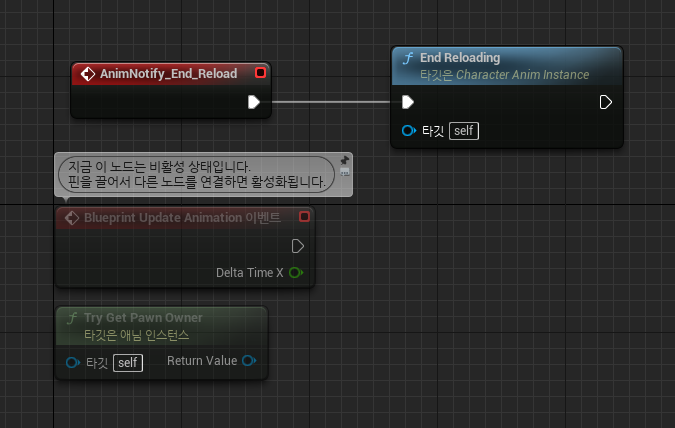 AnimNotify_End_Reload
f End Reloading
타깃은 Character Anim Instance
타깃 self
지금 이 노드는 비활성 상태입니다.
핀을 끌어서 다른 노드를 연결하면 활성화됩니다.
Blueprint Update Animation 이벤트
Delta Time X
f Try Get Pawn Owner
타깃은 애님 인스턴스
타깃 self Return Value